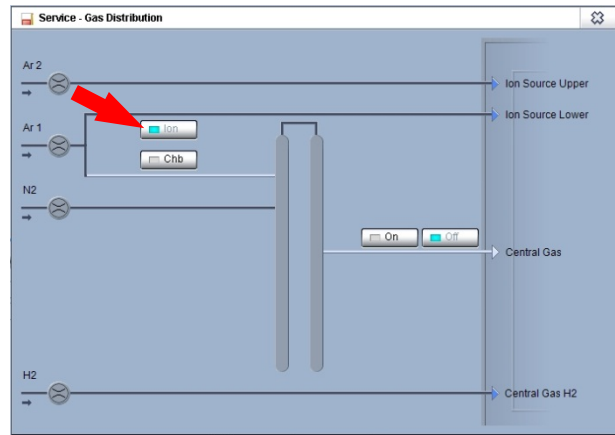 Service - Gas Distribution
Ar 2
Ion Source Upper
Ion Source Lower
Ar 1
Ion
Chb
N2
On
Off
Central Gas
H2
Central Gas H2